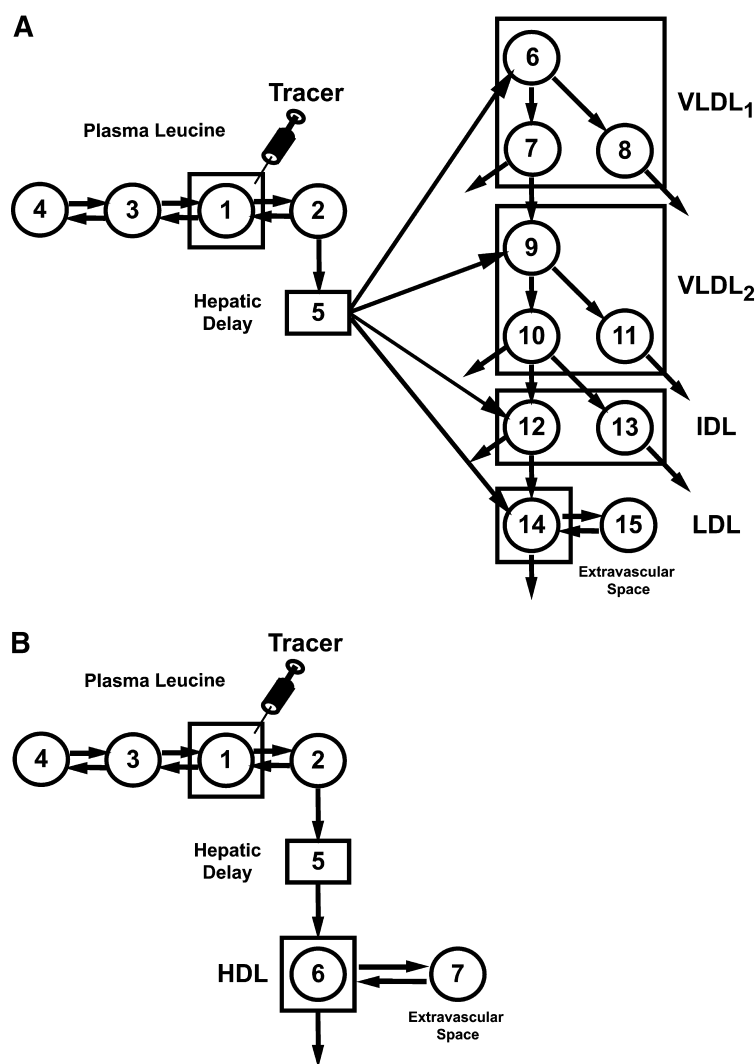 A
Tracer
Plasma Leucine
4
3
1
2
Hepatic
Delay
5
6
7
8
VLDL1
9
10
11
VLDL2
12
13
IDL
14
15
LDL
Extravascular
Space
B
Tracer
Plasma Leucine
4
3
1
2
Hepatic
Delay
5
HDL
6
7
Extravascular
Space